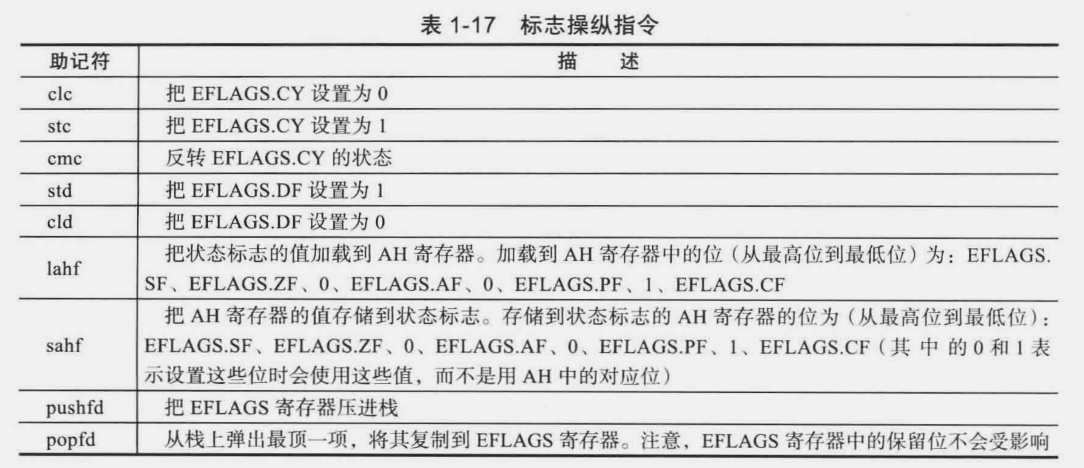 表 1-17 标志操纵指令
助记符 描 述
clc 把 EFLAGS.CY 设置为 0
stc 把 EFLAGS.CY 设置为 1
cmc 反转 EFLAGS.CY 的状态
std 把 EFLAGS.DF 设置为 1
cld 把 EFLAGS.DF 设置为 0
lahf 把状态标志的值加载到 AH 寄存器。加载到 AH 寄存器中的位（从最高位到最低位）为：EFLAGS.
SF、EFLAGS.ZF、0、EFLAGS.AF、0、EFLAGS.PF、1、EFLAGS.CF
sahf 把 AH 寄存器的值存储到状态标志。存储到状态标志的 AH 寄存器的位为（从最高位到最低位）：
EFLAGS.SF、EFLAGS.ZF、0、EFLAGS.AF、0、EFLAGS.PF、1、EFLAGS.CF（其中的 0 和 1 表
示设置这些位时会使用这些值，而不是用 AH 中的对应位）
pushfd 把 EFLAGS 寄存器压进栈
popfd 从栈上弹出最顶一项，将其复制到 EFLAGS 寄存器。注意，EFLAGS 寄存器中的保留位不会受影响